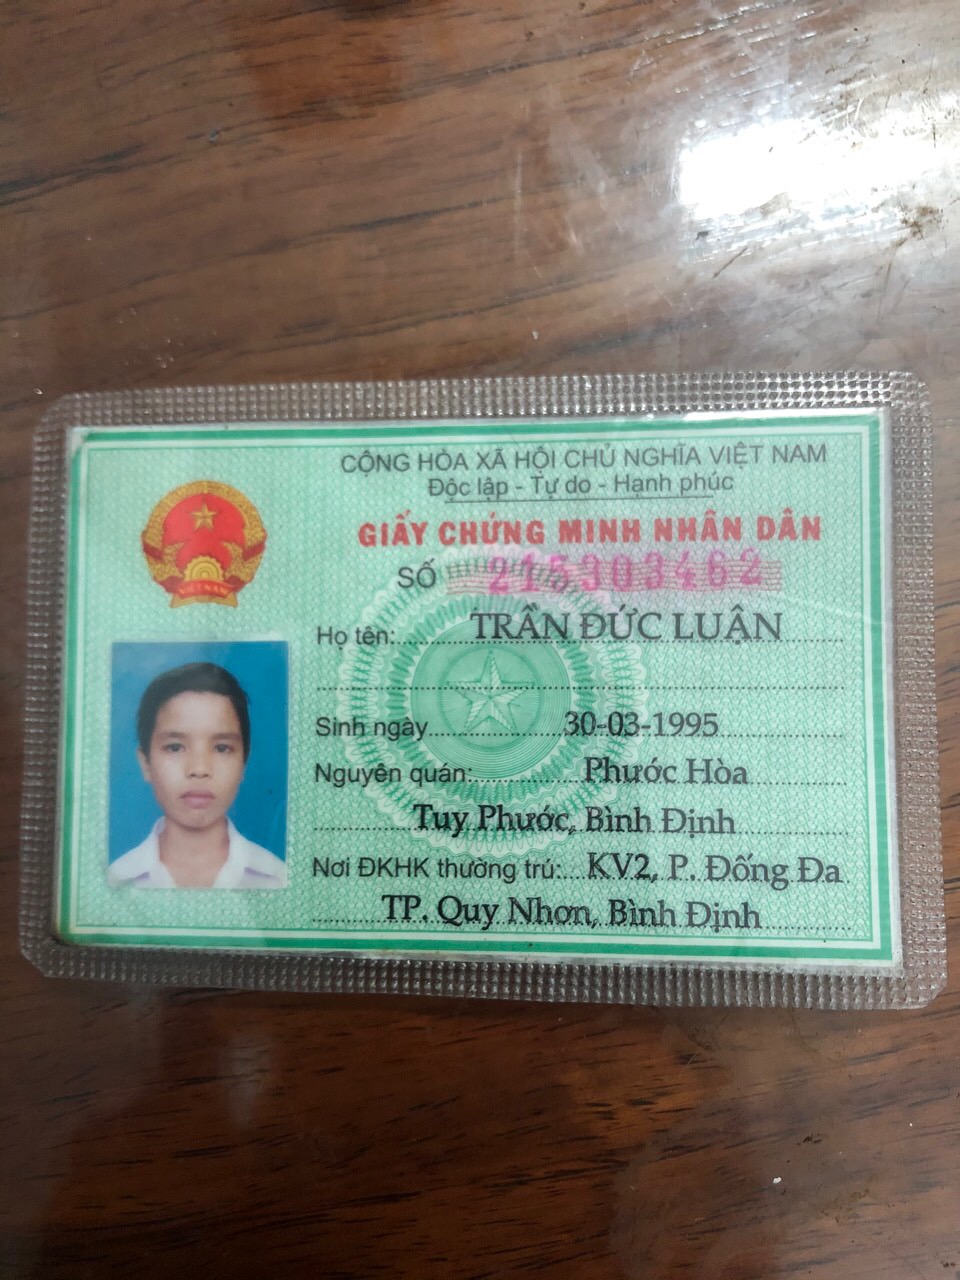 CỘNG HÒA XÃ HỘI CHỦ NGHĨA VIỆT NAM
Độc lập - Tự do - Hạnh phúc
GIẤY CHỨNG MINH NHÂN DÂN
SỐ 215303462
Họ tên: TRẦN ĐỨC LUẬN
Sinh ngày 30-03-1995
Nguyên quán: Phước Hòa
Tuy Phước, Bình Định
Nơi ĐKHK thường trú: KV2, P. Đống Đa
TP. Quy Nhơn, Bình Định
VIỆT NAM